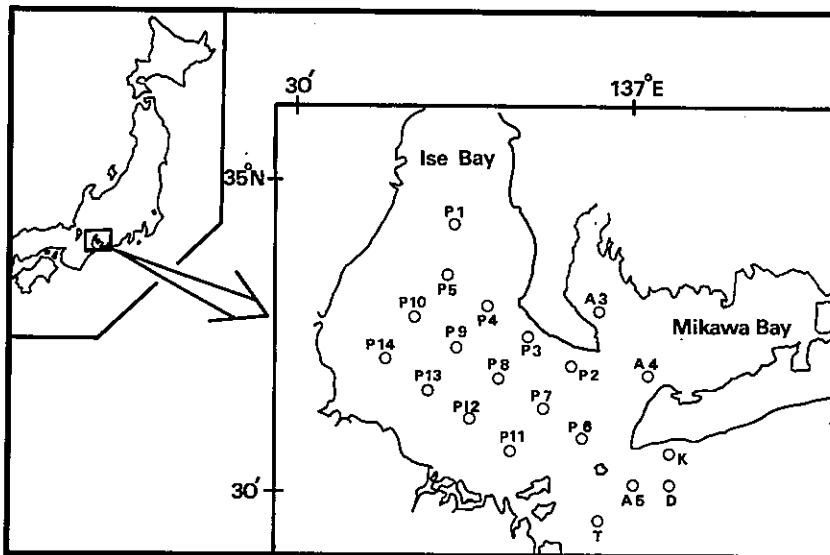 30′
137°E
Ise Bay
35°N
P1
P5
P10
P4
A3
P9
P3
Mikawa Bay
P14
P8
P2
A4
P13
P7
P12
P11
P6
K
30′
A5
D
T